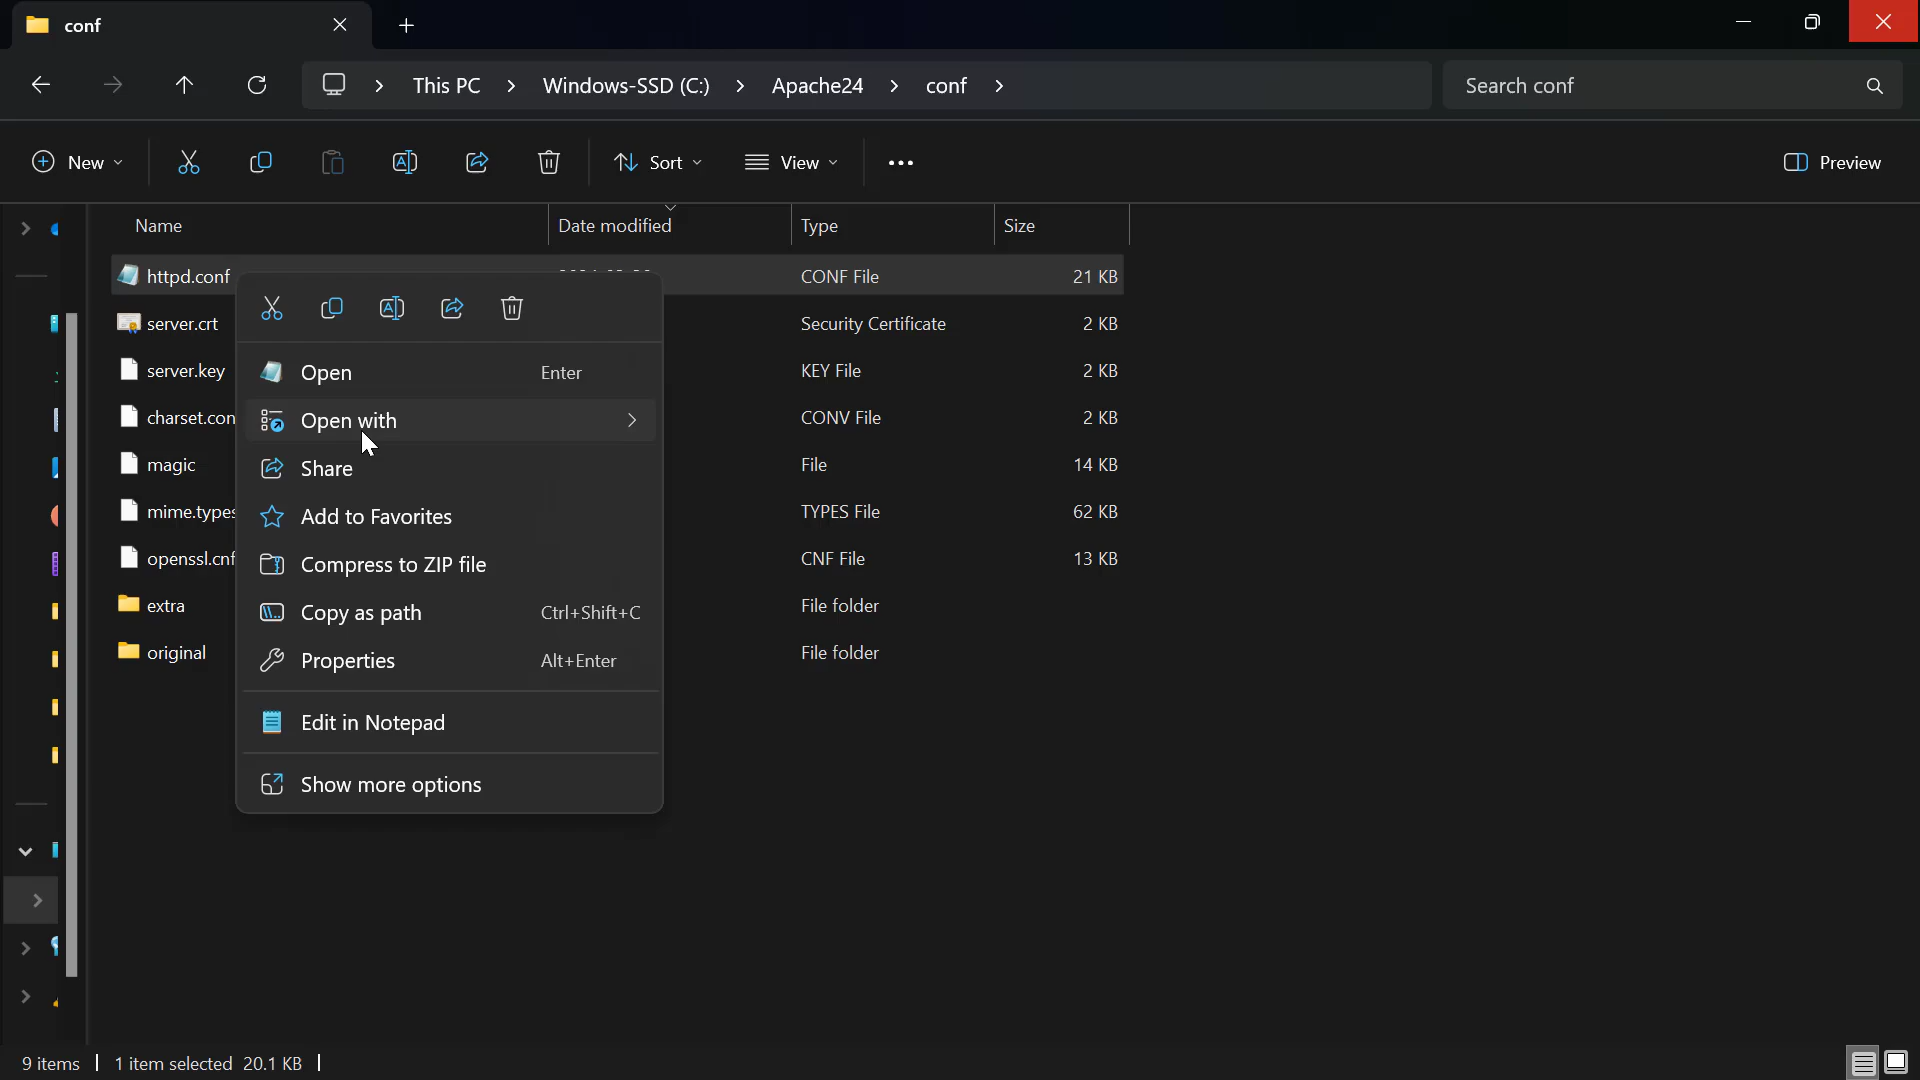 conf
This PC > Windows-SSD (C:) > Apache24 > conf >
Search conf
New
Sort
View
Preview
Name Date modified Type Size
httpd.conf CONF File 21 KB
server.crt Security Certificate 2 KB
server.key KEY File 2 KB
charset.con CONV File 2 KB
magic File 14 KB
mime.types TYPES File 62 KB
openssl.cnf CNF File 13 KB
extra File folder
original File folder
Open Enter
Open with
Share
Add to Favorites
Compress to ZIP file
Copy as path Ctrl+Shift+C
Properties Alt+Enter
Edit in Notepad
Show more options
9 items | 1 item selected 20.1 KB |